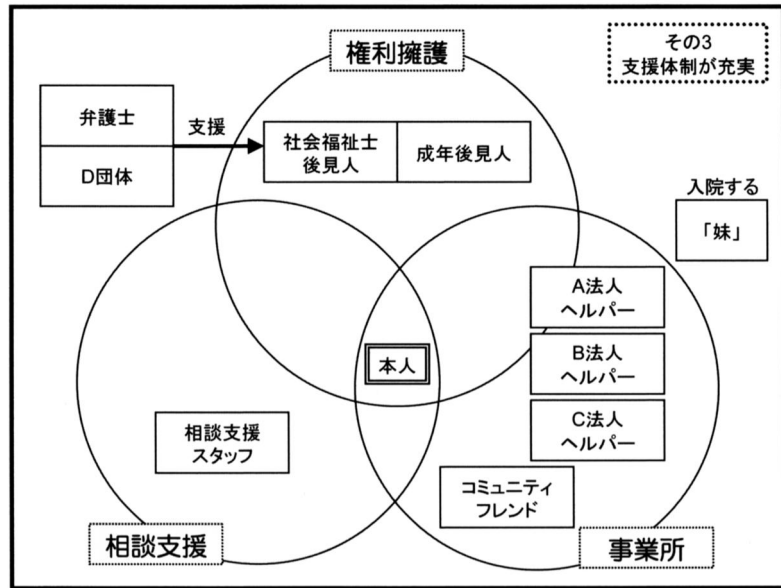 権利擁護
その3
支援体制が充実
弁護士
D団体
支援
社会福祉士
後見人
成年後見人
入院する
「妹」
A法人
ヘルパー
B法人
ヘルパー
C法人
ヘルパー
本人
相談支援
スタッフ
コミュニティ
フレンド
相談支援
事業所